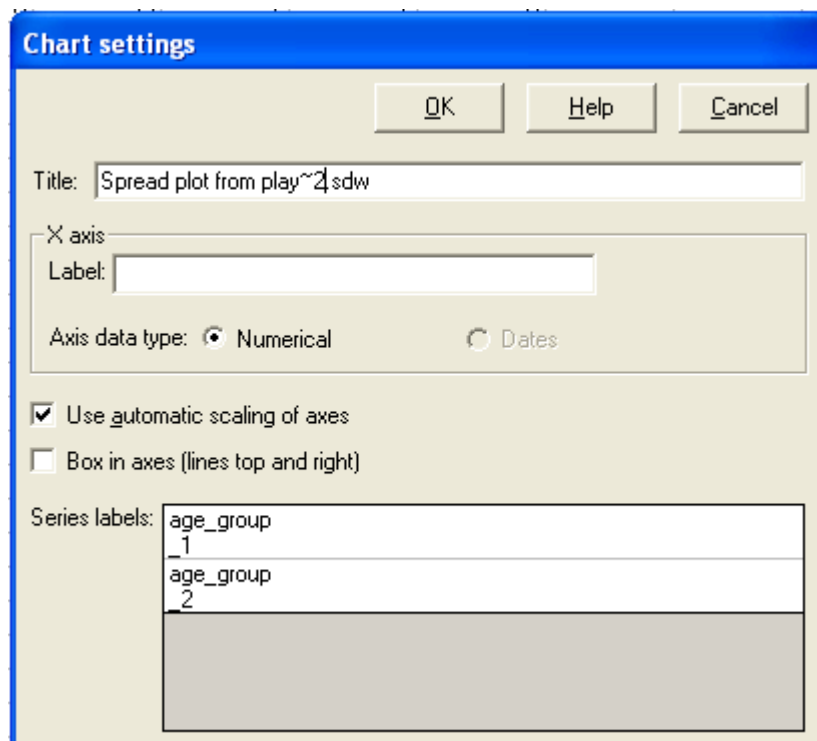 Chart settings
OK Help Cancel
Title: Spread plot from play~2.sdw
X axis
Label:
Axis data type: Numerical Dates
Use automatic scaling of axes
Box in axes (lines top and right)
Series labels: age_group
_1
age_group
_2